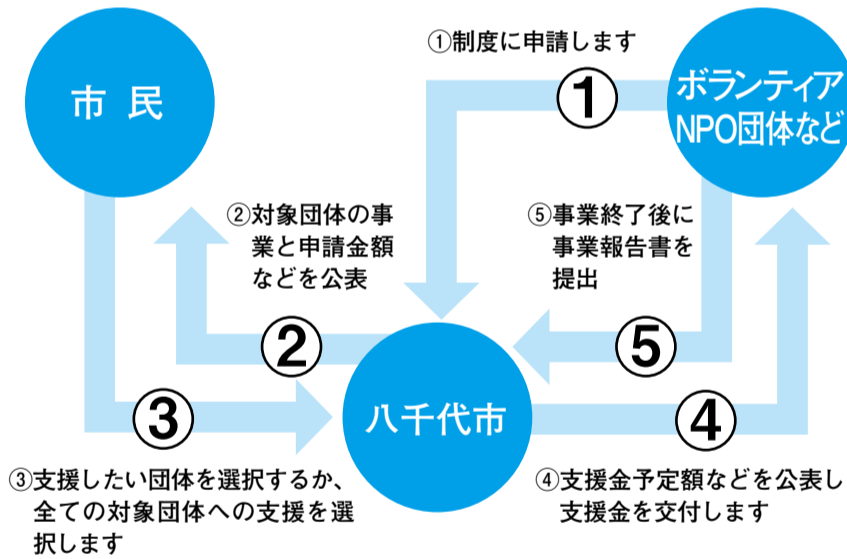 ①制度に申請します
市民
①
ボランティア
NPO団体など
②対象団体の事
業と申請金額
などを公表
⑤事業終了後に
事業報告書を
提出
②
⑤
八千代市
③
④
③支援したい団体を選択するか、
全ての対象団体への支援を選
択します
④支援金予定額などを公表し
支援金を交付します